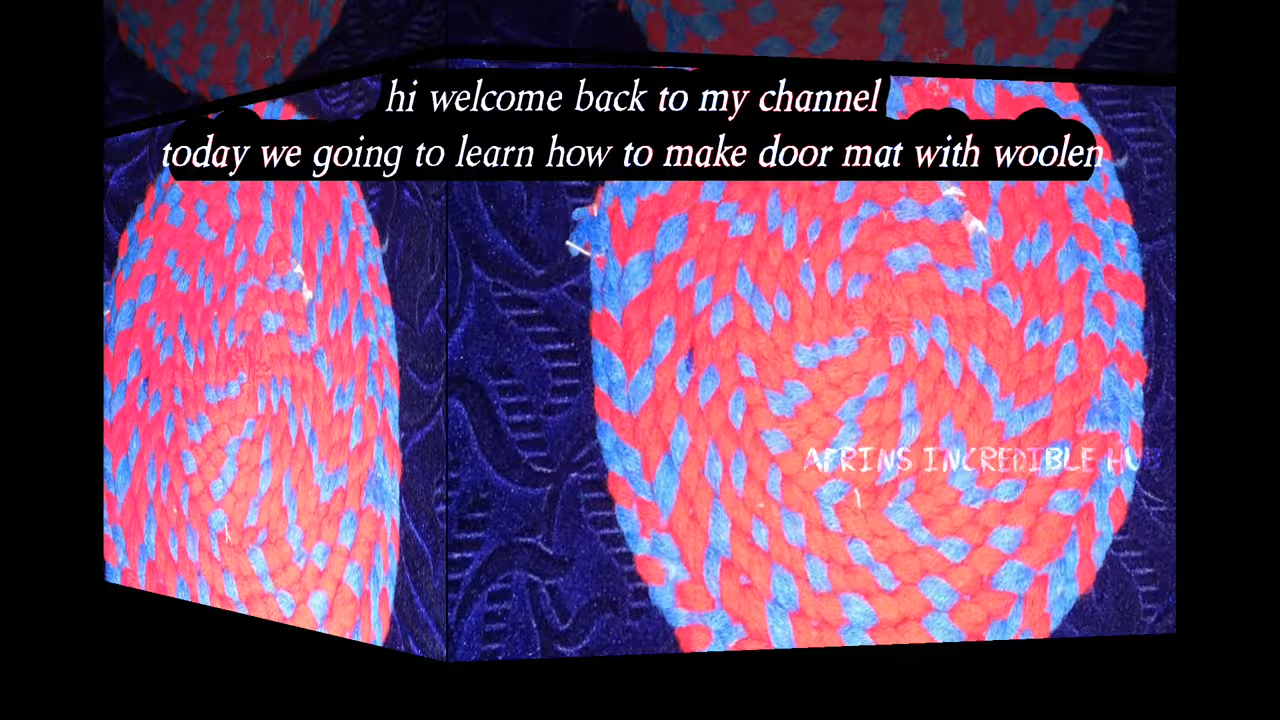 hi welcome back to my channel
today we going to learn how to make door mat with woolen
AFRINS INCREDIBLE HUB